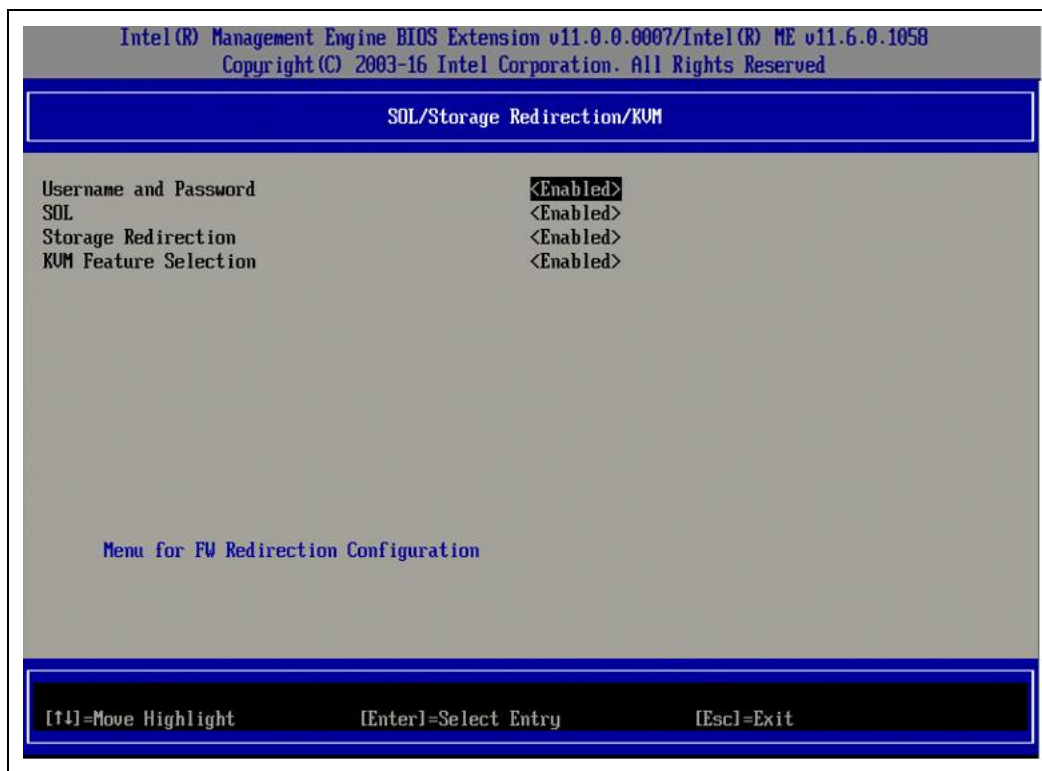 Intel(R) Management Engine BIOS Extension v11.0.0.0007/Intel(R) ME v11.6.0.1058
Copyright(C) 2003-16 Intel Corporation. All Rights Reserved
SOL/Storage Redirection/KVM
Username and Password <Enabled>
SOL <Enabled>
Storage Redirection <Enabled>
KVM Feature Selection <Enabled>
Menu for FW Redirection Configuration
[↑↓]=Move Highlight [Enter]=Select Entry [Esc]=Exit